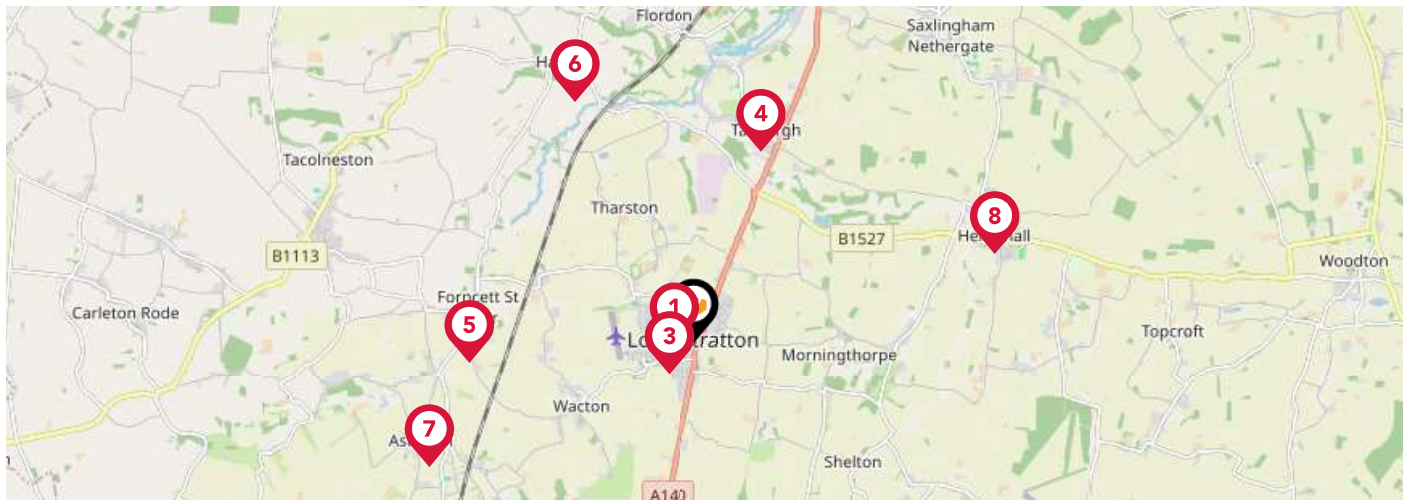 Flordon
Saxlingham
Nethergate
6
4
Tacolneston
Tharston
8
B1527
B1113
Woodton
Forncett St
Carleton Rode
1
5
Topcroft
3
Morningthorpe
Wacton
7
Shelton
A140